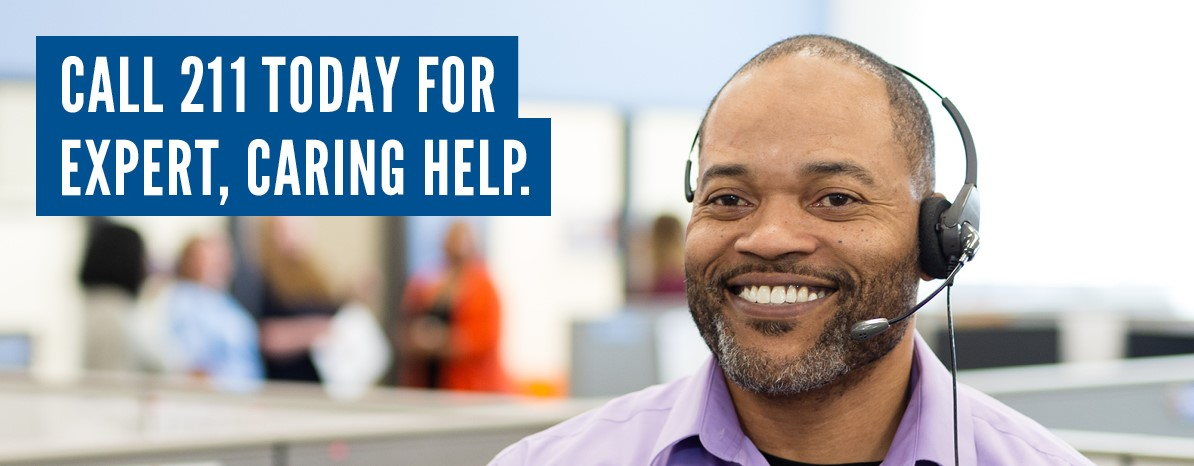 CALL 211 TODAY FOR
EXPERT, CARING HELP.